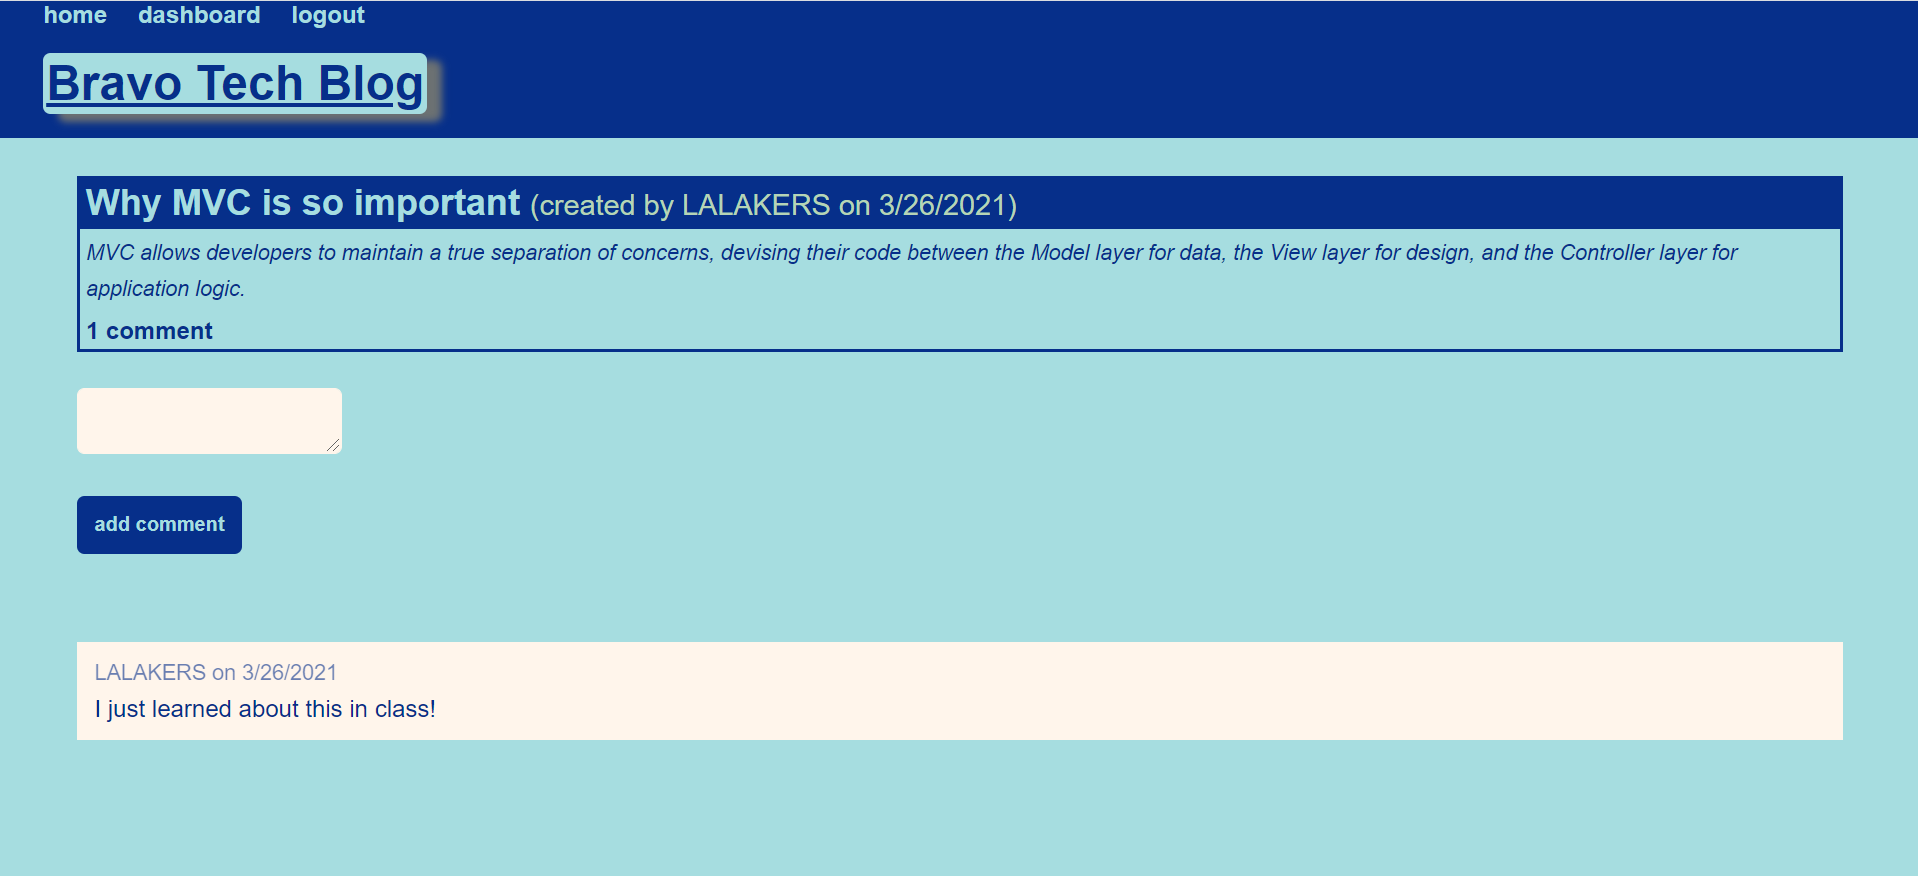 home dashboard logout
Bravo Tech Blog
Why MVC is so important (created by LALAKERS on 3/26/2021)
MVC allows developers to maintain a true separation of concerns, devising their code between the Model layer for data, the View layer for design, and the Controller layer for
application logic.
1 comment
add comment
LALAKERS on 3/26/2021
I just learned about this in class!